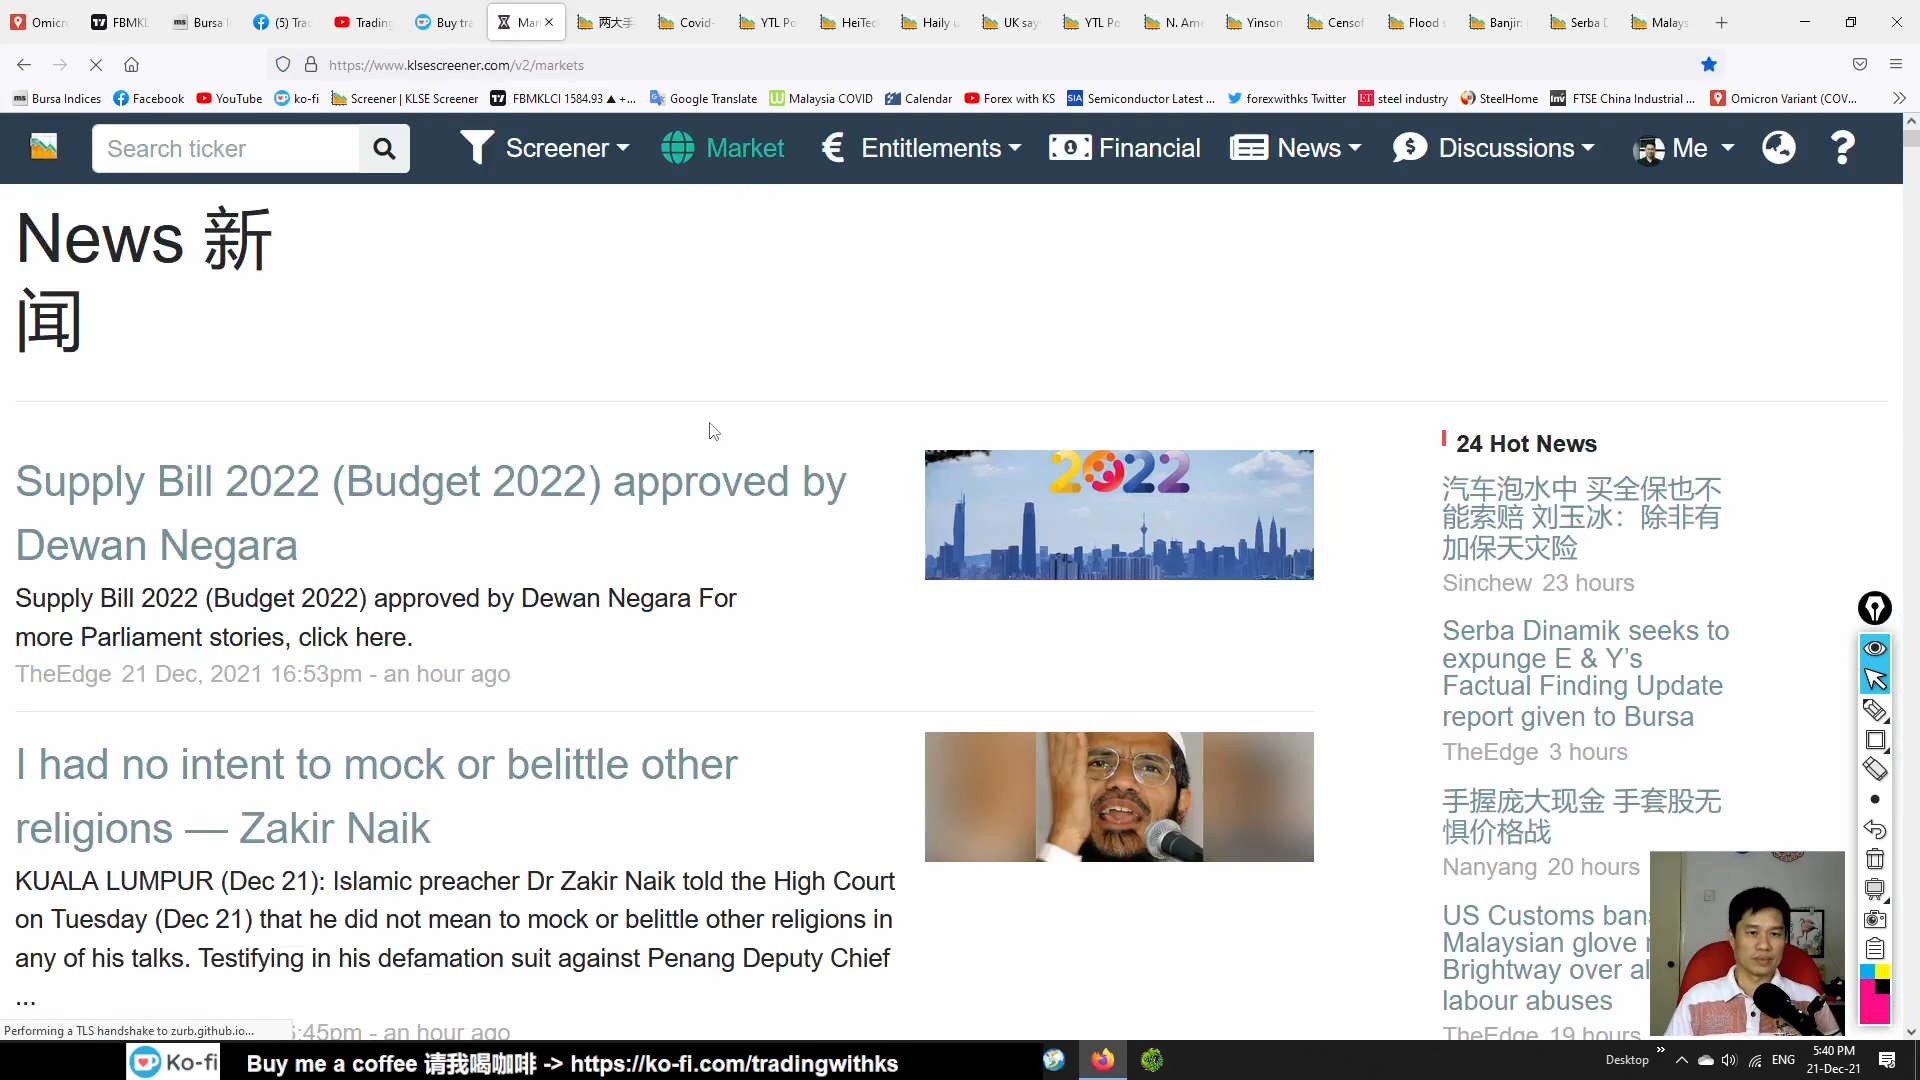 Omicro
FBMKL
Bursa I
(5) Trac
Trading
Buy tra
Mar
两大手
Covid-
YTL Po
HeiTec
Haily u
UK say
YTL Po
N. Ame
Yinson
Censof
Flood s
Banjir:
Serba D
Malays
https://www.klsescreener.com/v2/markets
Bursa Indices
Facebook
YouTube
ko-fi
Screener | KLSE Screener
FBMKLCI 1584.93 ▲ +...
Google Translate
Malaysia COVID
Calendar
Forex with KS
Semiconductor Latest ...
forexwithks Twitter
steel industry
SteelHome
FTSE China Industrial ...
Omicron Variant (COV...
Search ticker
Screener
Market
Entitlements
Financial
News
Discussions
Me
News 新
闻
Supply Bill 2022 (Budget 2022) approved by
Dewan Negara
Supply Bill 2022 (Budget 2022) approved by Dewan Negara For
more Parliament stories, click here.
TheEdge 21 Dec, 2021 16:53pm - an hour ago
2022
I had no intent to mock or belittle other
religions — Zakir Naik
KUALA LUMPUR (Dec 21): Islamic preacher Dr Zakir Naik told the High Court
on Tuesday (Dec 21) that he did not mean to mock or belittle other religions in
any of his talks. Testifying in his defamation suit against Penang Deputy Chief
...
:45pm - an hour ago
24 Hot News
汽车泡水中 买全保也不
能索赔 刘玉冰：除非有
加保天灾险
Sinchew 23 hours
Serba Dinamik seeks to
expunge E & Y's
Factual Finding Update
report given to Bursa
TheEdge 3 hours
手握庞大现金 手套股无
惧价格战
Nanyang 20 hours
US Customs bans
Malaysian glove
Brightway over al
labour abuses
TheEdge 19 hours
Performing a TLS handshake to zurb.github.io...
Ko-fi
Buy me a coffee 请我喝咖啡 -> https://ko-fi.com/tradingwithks
Desktop
ENG
5:40 PM
21-Dec-21